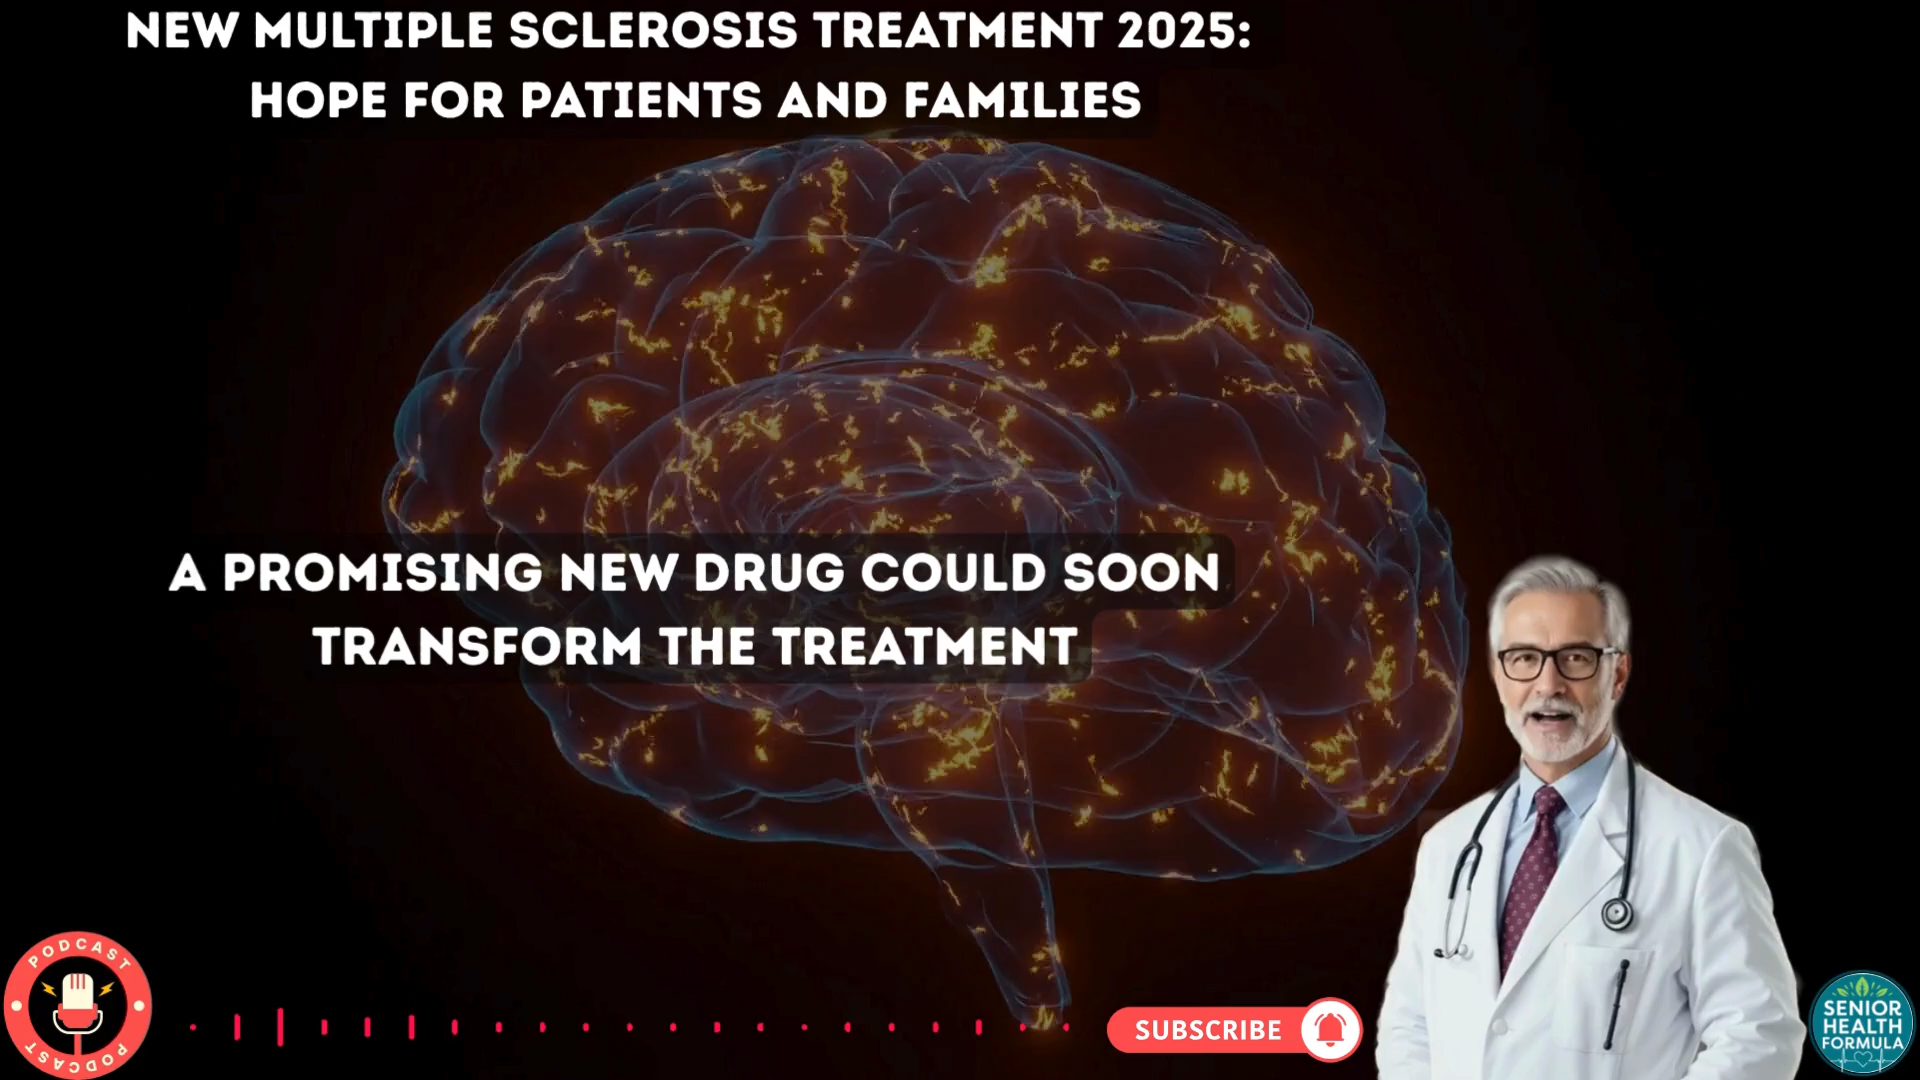 NEW MULTIPLE SCLEROSIS TREATMENT 2025:
HOPE FOR PATIENTS AND FAMILIES
A PROMISING NEW DRUG COULD SOON
TRANSFORM THE TREATMENT
PODCAST
PODCAST
SUBSCRIBE
SENIOR
HEALTH
FORMULA